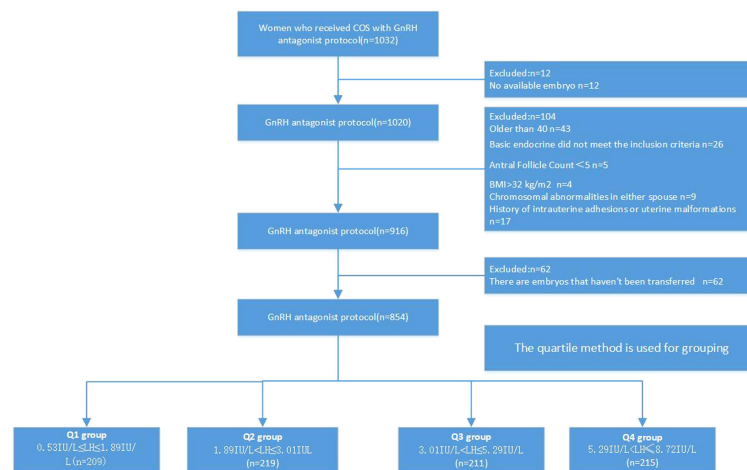 Women who received COS with GnRH
antagonist protocol(n=1032)
Excluded:n=12
No available embryo n=12
GnRH antagonist protocol(n=1020)
Excluded:n=104
Older than 40 n=43
Basic endocrine did not meet the inclusion criteria n=26
Antral Follicle Count＜5 n=5
BMI>32 kg/m2 n=4
Chromosomal abnormalities in either spouse n=9
History of intrauterine adhesions or uterine malformations
n=17
GnRH antagonist protocol(n=916)
Excluded:n=62
There are embryos that haven't been transferred n=62
GnRH antagonist protocol(n=854)
The quartile method is used for grouping
Q1 group
0.53IU/L≤LH≤1.89IU/
L(n=209)
Q2 group
1.89IU/L<LH≤3.01IUL
(n=219)
Q3 group
3.01IU/L<LH≤5.29IU/L
(n=211)
Q4 group
5.29IU/L<LH≤8.72IU/L
(n=215)